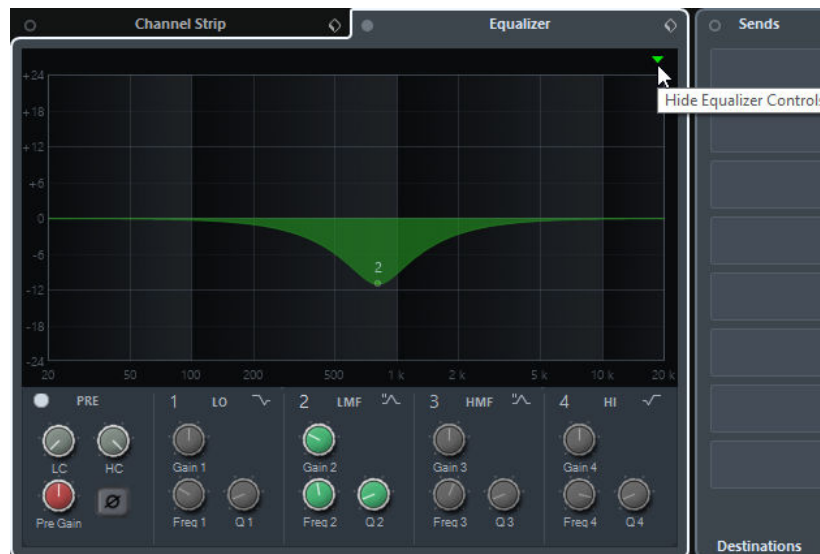 Channel Strip
Equalizer
Sends
Hide Equalizer Controls
+24
+18
+12
+6
0
-6
-12
-18
-24
2
20 50 100 200 500 1 k 2 k 5 k 10 k 20 k
PRE 1 LO 2 LMF 3 HMF 4 HI
LC HC Gain 1 Gain 2 Gain 3 Gain 4
Pre Gain Freq 1 Q 1 Freq 2 Q 2 Freq 3 Q 3 Freq 4 Q 4
Destinations